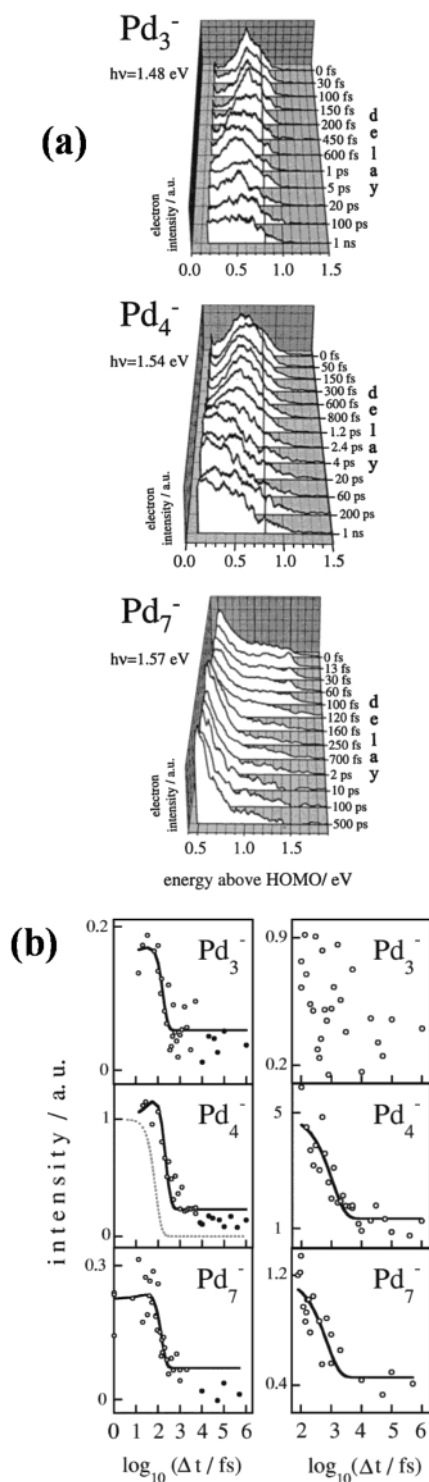 (a)
Pd3-
hν=1.48 eV
electron
intensity / a.u.
0 fs
30 fs
100 fs
150 fs
200 fs
450 fs
600 fs
1 ps
5 ps
20 ps
100 ps
1 ns
delay
0.0 0.5 1.0 1.5
Pd4-
hν=1.54 eV
electron
intensity / a.u.
0 fs
50 fs
150 fs
300 fs
600 fs
800 fs
1.2 ps
2.4 ps
4 ps
20 ps
60 ps
200 ps
1 ns
delay
0.0 0.5 1.0 1.5
Pd7-
hν=1.57 eV
electron
intensity / a.u.
0 fs
13 fs
30 fs
60 fs
100 fs
120 fs
160 fs
250 fs
700 fs
2 ps
10 ps
100 ps
500 ps
delay
0.5 1.0 1.5
energy above HOMO/ eV
(b)
intensity / a.u.
0.2
0
Pd3-
0.9
0.2
Pd3-
1
0
Pd4-
5
1
Pd4-
0.3
0
Pd7-
1.2
0.4
Pd7-
0 1 2 3 4 5 6
2 3 4 5 6
log10 (Δt / fs)
log10 (Δt / fs)